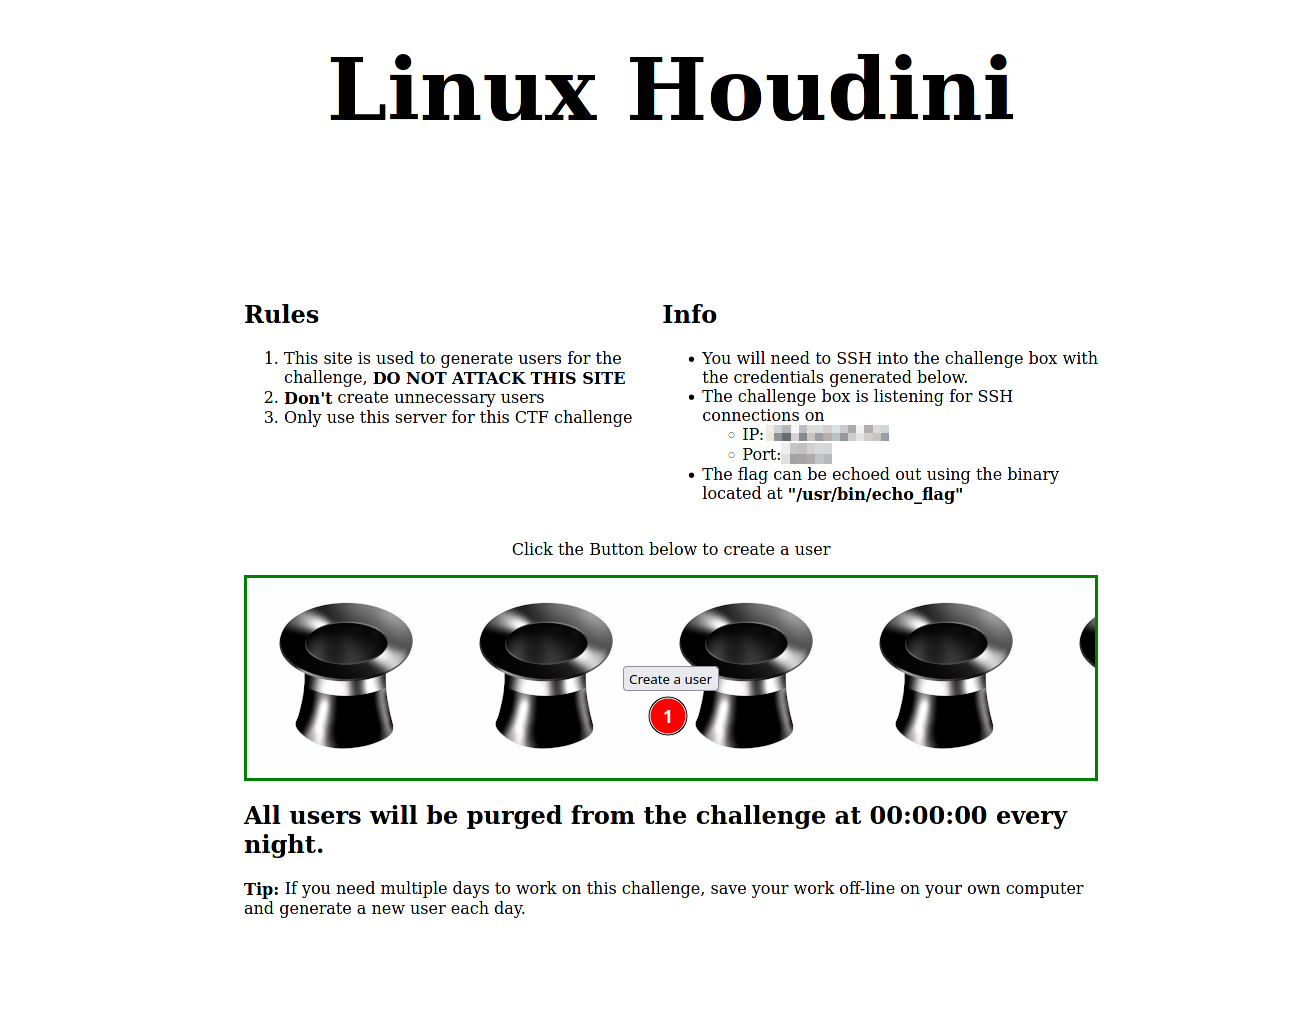 Linux Houdini
Rules
1. This site is used to generate users for the
challenge, DO NOT ATTACK THIS SITE
2. Don't create unnecessary users
3. Only use this server for this CTF challenge
Info
• You will need to SSH into the challenge box with
the credentials generated below.
• The challenge box is listening for SSH
connections on
◦ IP:
◦ Port:
• The flag can be echoed out using the binary
located at "/usr/bin/echo_flag"
Click the Button below to create a user
Create a user
1
All users will be purged from the challenge at 00:00:00 every
night.
Tip: If you need multiple days to work on this challenge, save your work off-line on your own computer
and generate a new user each day.